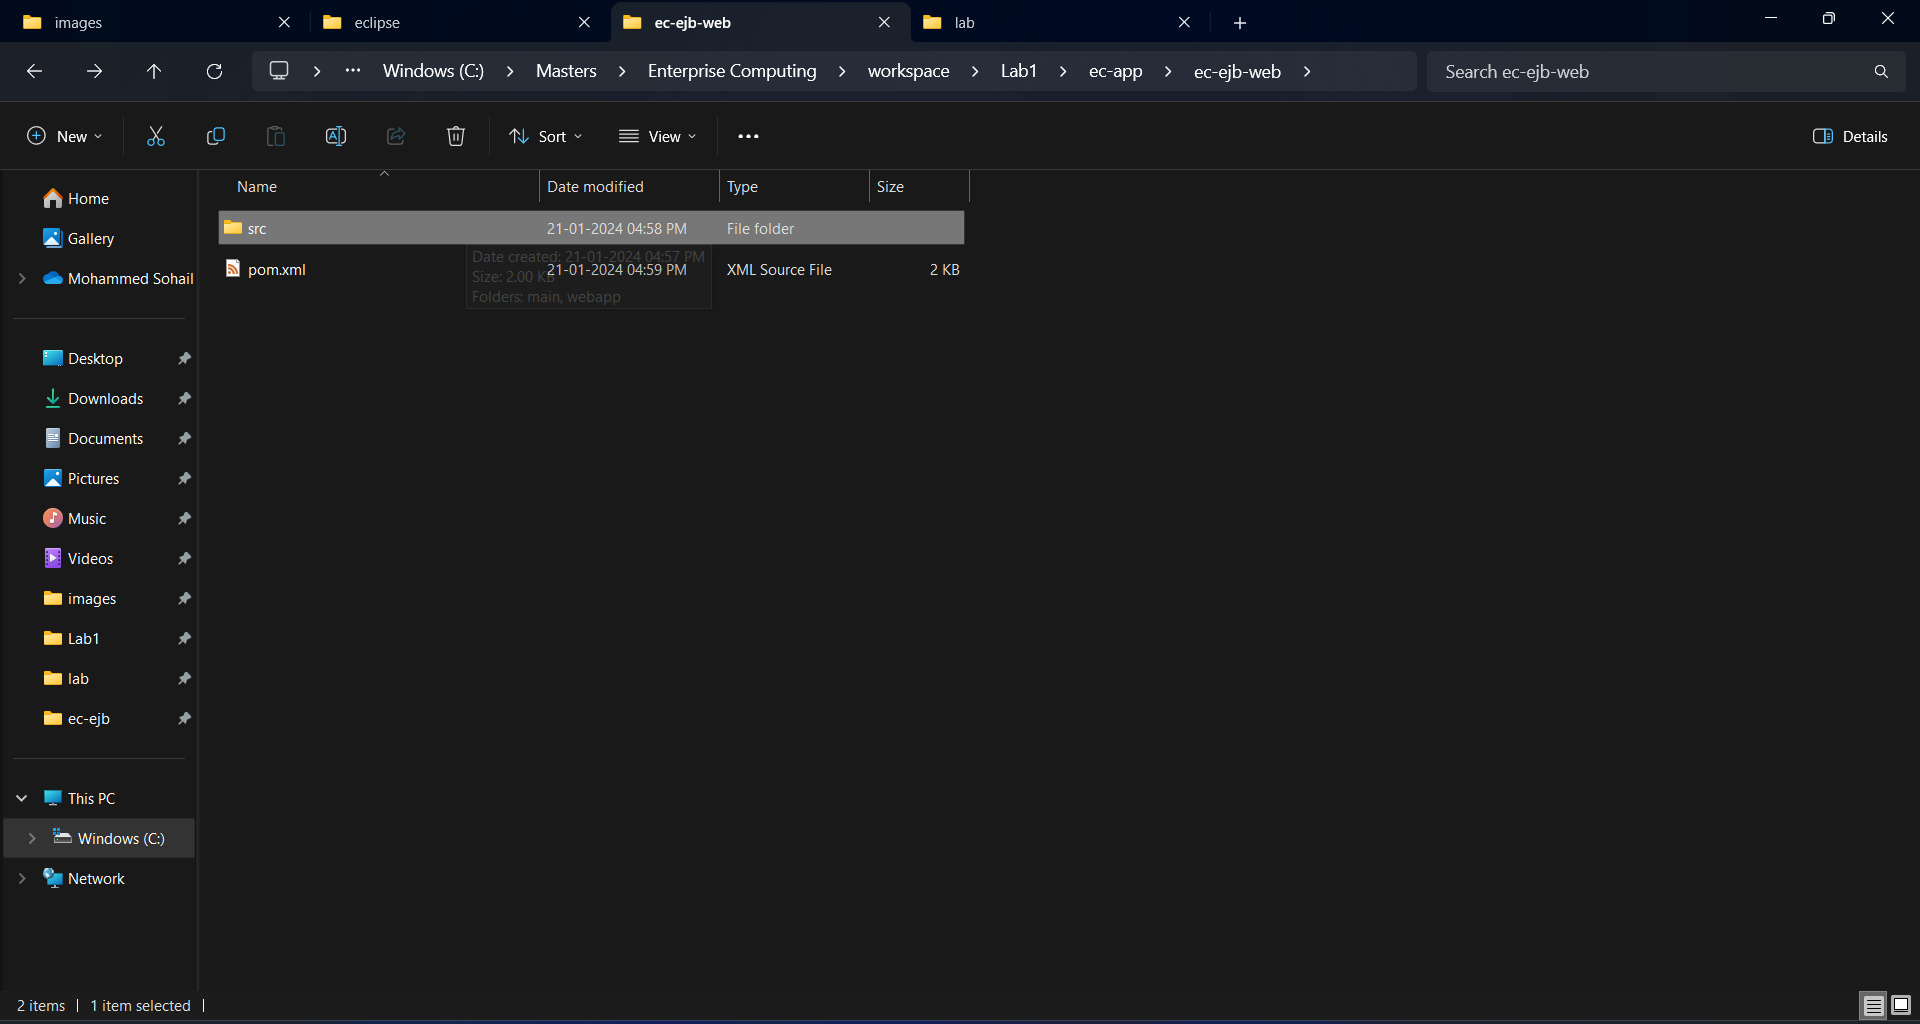 images
eclipse
ec-ejb-web
lab
Windows (C:) > Masters > Enterprise Computing > workspace > Lab1 > ec-app > ec-ejb-web >
Search ec-ejb-web
New
Sort
View
Details
Home
Gallery
Mohammed Sohail
Desktop
Downloads
Documents
Pictures
Music
Videos
images
Lab1
lab
ec-ejb
This PC
Windows (C:)
Network
Name Date modified Type Size
src 21-01-2024 04:58 PM File folder
Date created: 21-01-2024 04:57 PM
pom.xml 21-01-2024 04:59 PM XML Source File 2 KB
Size: 2.00 KB
Folders: main, webapp
2 items 1 item selected